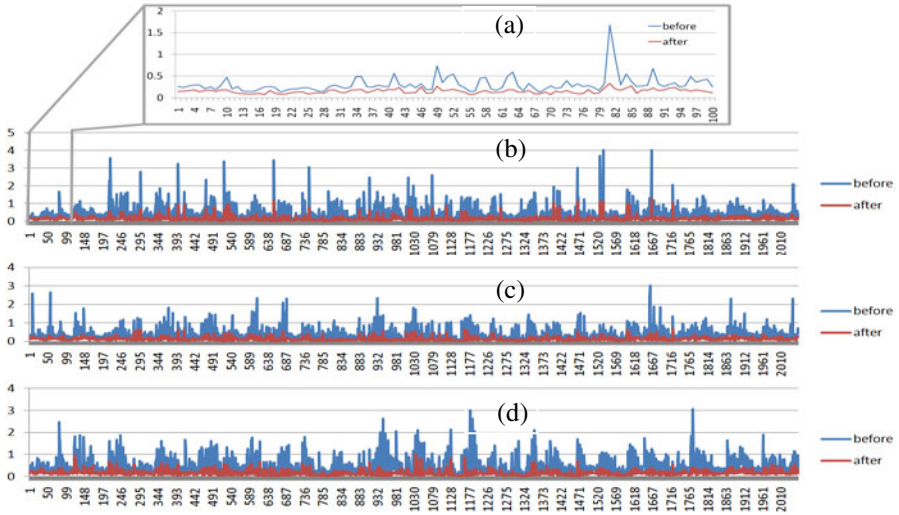 (a)
2
1.5
1
0.5
0
before
after
1 4 7 10 13 16 19 22 25 28 31 34 37 40 43 46 49 52 55 58 61 64 67 70 73 76 79 82 85 88 91 94 97 100
(b)
5
4
3
2
1
0
before
after
1 50 99 148 197 246 295 344 393 442 491 540 589 638 687 736 785 834 883 932 981 1030 1079 1128 1177 1226 1275 1324 1373 1422 1471 1520 1569 1618 1667 1716 1765 1814 1863 1912 1961 2010
(c)
4
3
2
1
0
before
after
1 50 99 148 197 246 295 344 393 442 491 540 589 638 687 736 785 834 883 932 981 1030 1079 1128 1177 1226 1275 1324 1373 1422 1471 1520 1569 1618 1667 1716 1765 1814 1863 1912 1961 2010
(d)
4
3
2
1
0
before
after
1 50 99 148 197 246 295 344 393 442 491 540 589 638 687 736 785 834 883 932 981 1030 1079 1128 1177 1226 1275 1324 1373 1422 1471 1520 1569 1618 1667 1716 1765 1814 1863 1912 1961 2010